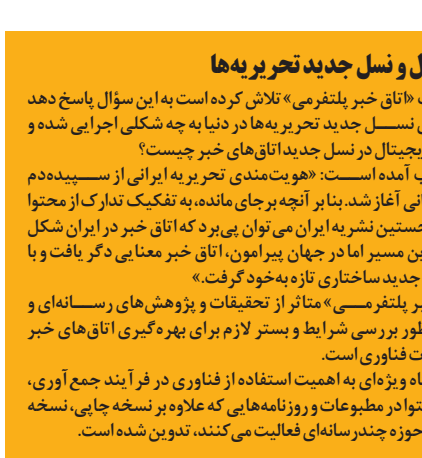 ل و نسل جدید تحریریه‌ها
«اتاق خبر پلتفرمی» تلاش کرده است به این سؤال پاسخ دهد
نسل جدید تحریریه‌ها در دنیا به چه شکلی اجرایی شده و
یجیتال در نسل جدید اتاق‌های خبر چیست؟
آمده است: «هویت‌مندی تحریریه ایرانی از سپیده‌دم
نی آغاز شد. بنا بر آنچه برجای مانده، به تفکیک تدارک از محتوا
خستین نشریه ایران می‌توان پی‌برد که اتاق خبر در ایران شکل
ن مسیر اما در جهان پیرامون، اتاق خبر معنایی دگر یافت و با
جدید ساختاری تازه به‌خود گرفت.»
بر پلتفرمی» متاثر از تحقیقات و پژوهش‌های رسانه‌ای و
ظور بررسی شرایط و بستر لازم برای بهره‌گیری اتاق‌های خبر
ت فناوری است.
اه ویژه‌ای به اهمیت استفاده از فناوری در فرآیند جمع‌آوری،
توا در مطبوعات و روزنامه‌هایی که علاوه بر نسخه چاپی، نسخه
حوزه چندرسانه‌ای فعالیت می‌کنند، تدوین شده است.